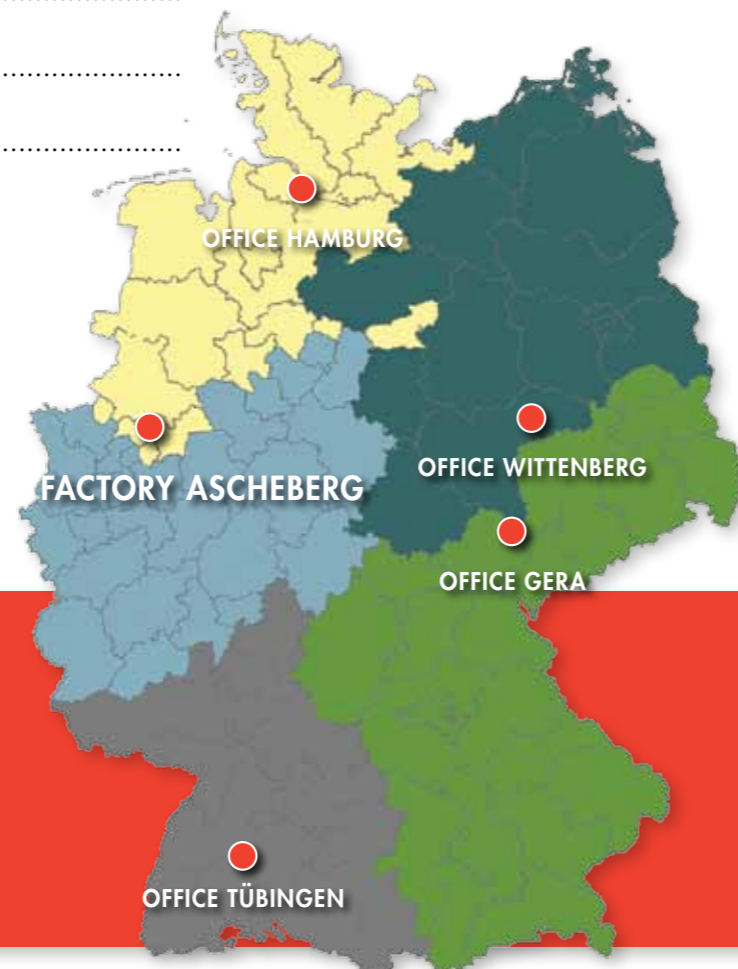 OFFICE HAMBURG
OFFICE WITTENBERG
FACTORY ASCHEBERG
OFFICE GERA
OFFICE TÜBINGEN